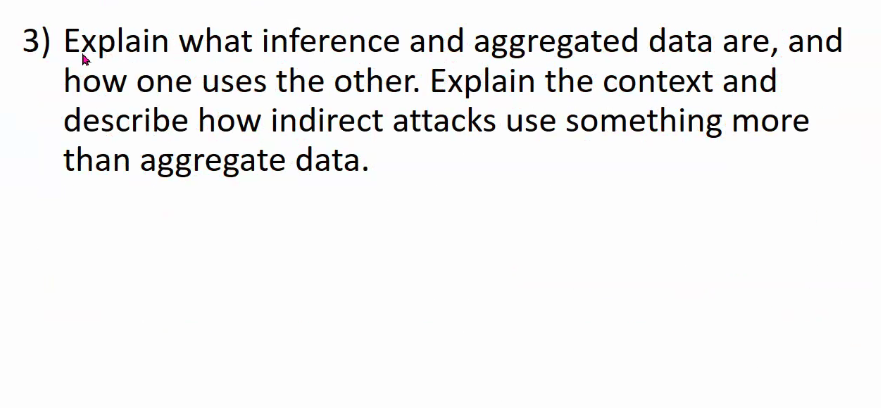 3) Explain what inference and aggregated data are, and
how one uses the other. Explain the context and
describe how indirect attacks use something more
than aggregate data.